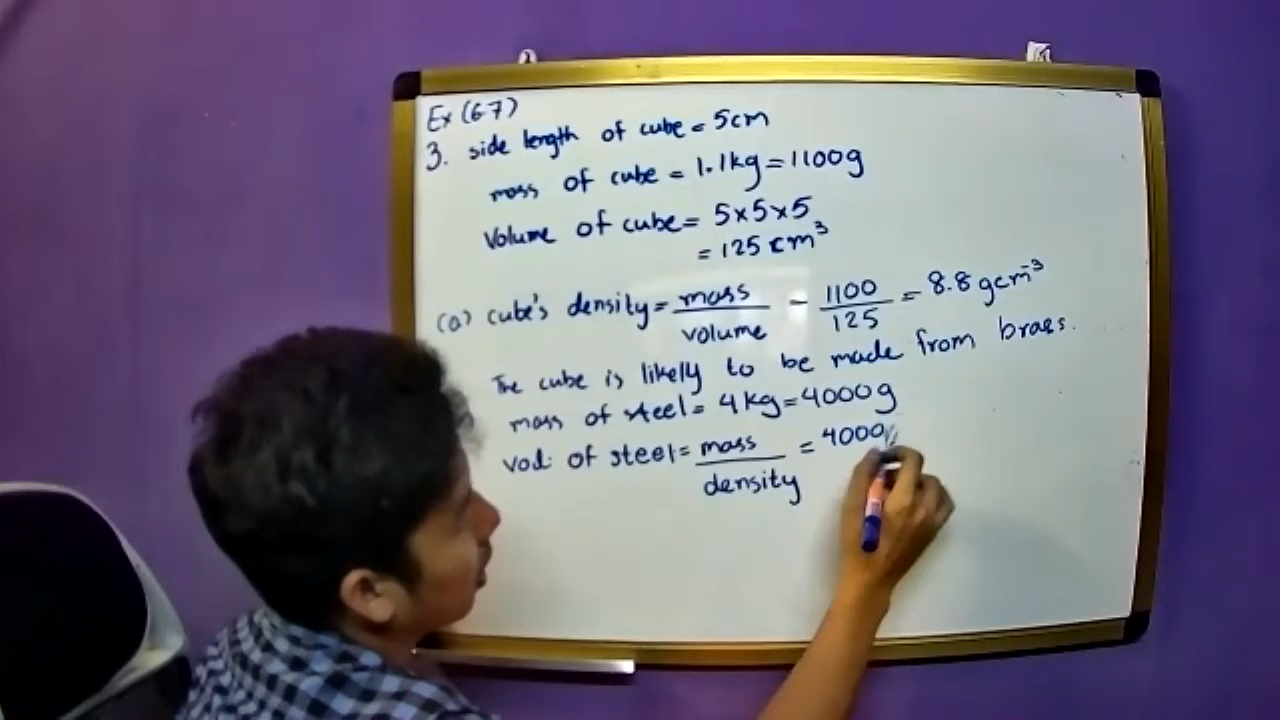 Ex (6.7)
3. side length of cube = 5cm
mass of cube = 1.1kg = 1100g
Volume of cube = 5×5×5
= 125 cm³
(a) cube's density = mass / volume - 1100 / 125 = 8.8 gcm⁻³
The cube is likely to be made from brass.
mass of steel = 4kg = 4000g
vol. of steel = mass / density = 4000